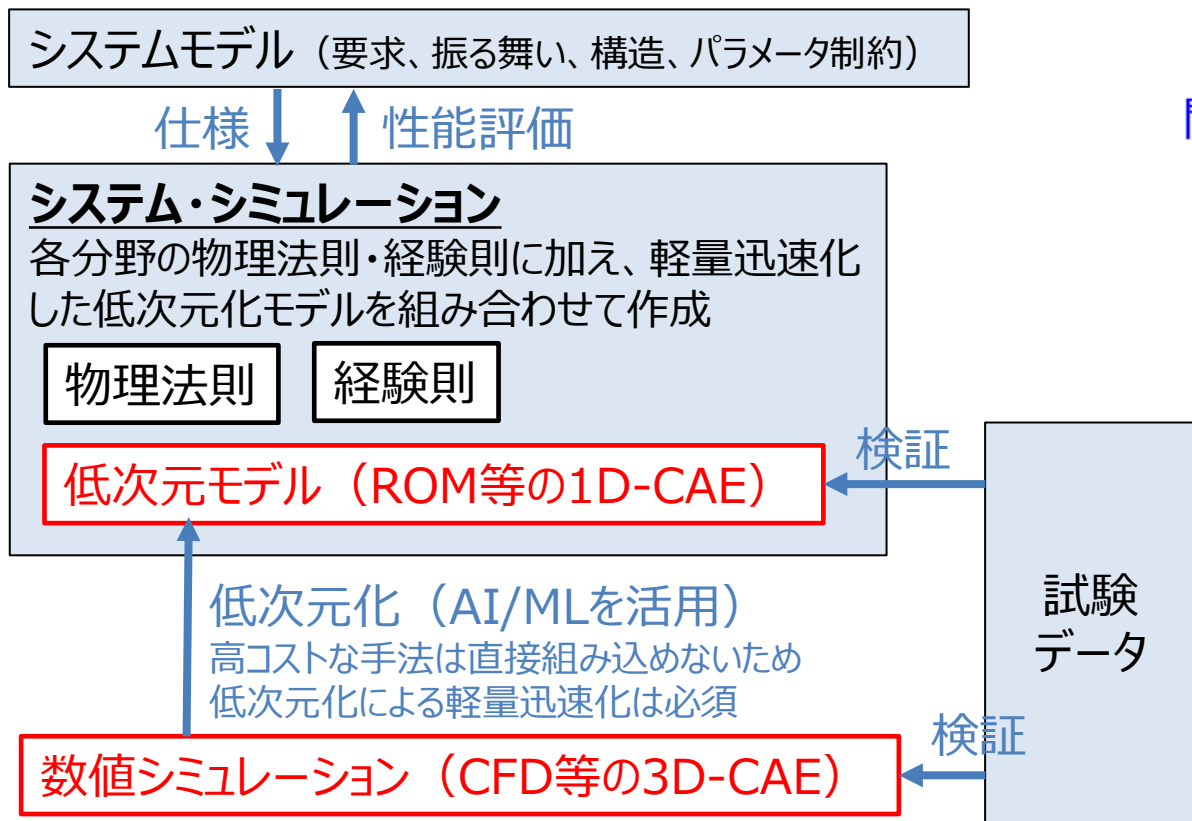 システムモデル（要求、振る舞い、構造、パラメータ制約）
仕様
性能評価
システム・シミュレーション
各分野の物理法則・経験則に加え、軽量迅速化
した低次元化モデルを組み合わせて作成
物理法則
経験則
低次元モデル（ROM等の1D-CAE）
検証
低次元化（AI/MLを活用）
高コストな手法は直接組み込めないため
低次元化による軽量迅速化は必須
試験
データ
検証
数値シミュレーション（CFD等の3D-CAE）